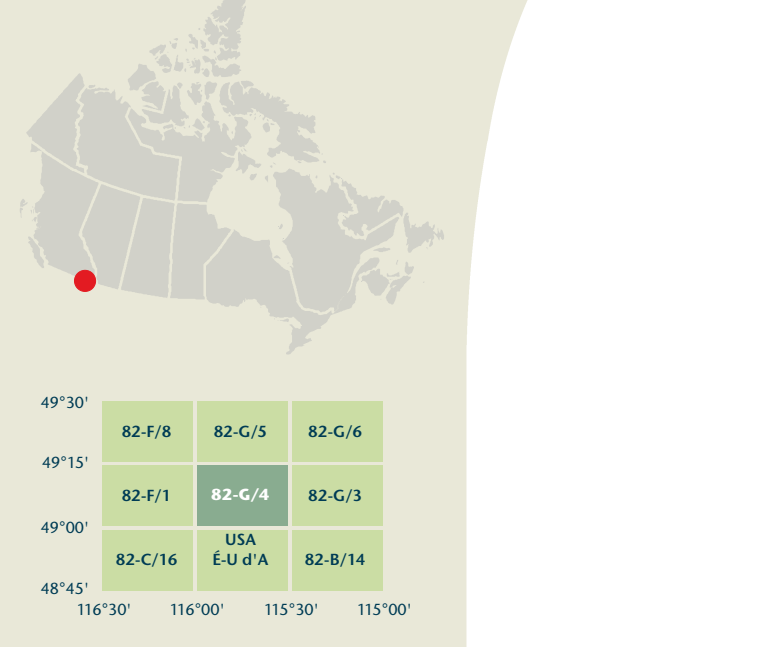 49°30'
82-F/8 82-G/5 82-G/6
49°15'
82-F/1 82-G/4 82-G/3
49°00'
USA
82-C/16 É-U d'A 82-B/14
48°45'
116°30' 116°00' 115°30' 115°00'